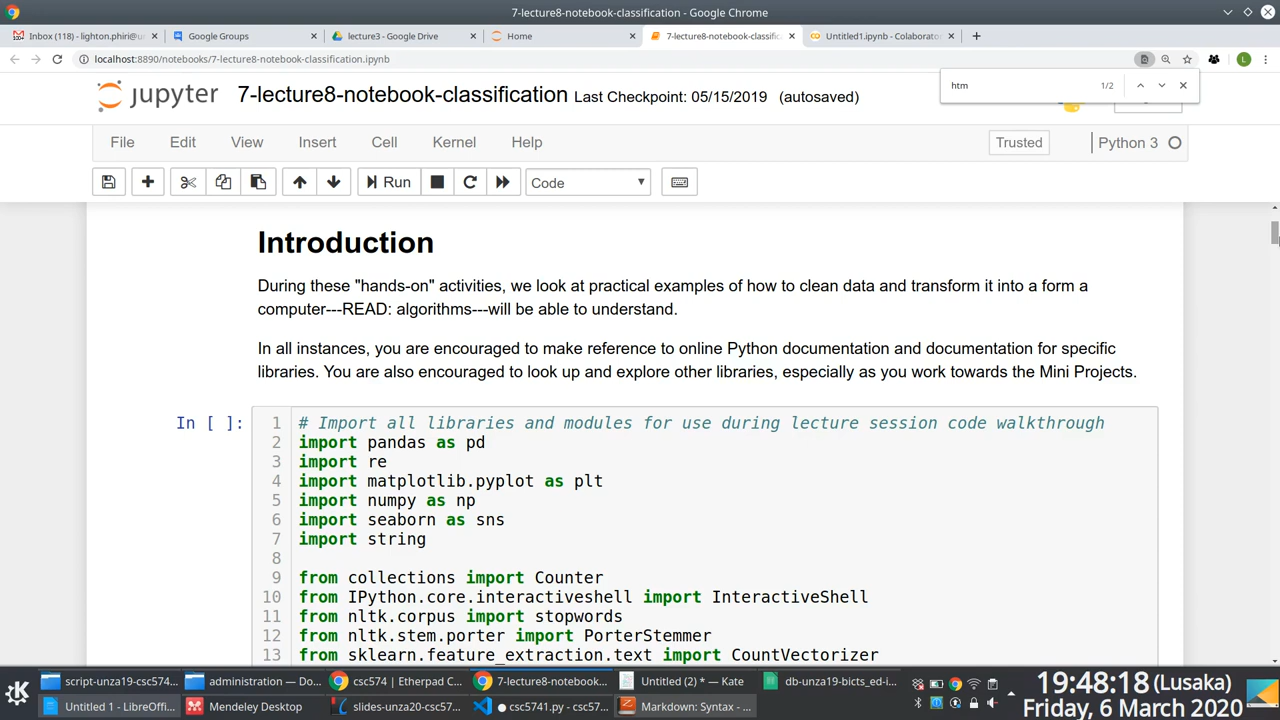 7-lecture8-notebook-classification - Google Chrome
Inbox (118) - lighton.phiri@u
Google Groups
lecture3 - Google Drive
Home
7-lecture8-notebook-classific
Untitled1.ipynb - Colaborato
localhost:8890/notebooks/7-lecture8-notebook-classification.ipynb
L
htm
1/2
jupyter
7-lecture8-notebook-classification
Last Checkpoint: 05/15/2019
(autosaved)
File
Edit
View
Insert
Cell
Kernel
Help
Trusted
Python 3
Run
Code
Introduction
During these "hands-on" activities, we look at practical examples of how to clean data and transform it into a form a
computer---READ: algorithms---will be able to understand.
In all instances, you are encouraged to make reference to online Python documentation and documentation for specific
libraries. You are also encouraged to look up and explore other libraries, especially as you work towards the Mini Projects.
In [ ]:
1 # Import all libraries and modules for use during lecture session code walkthrough
2 import pandas as pd
3 import re
4 import matplotlib.pyplot as plt
5 import numpy as np
6 import seaborn as sns
7 import string
8
9 from collections import Counter
10 from IPython.core.interactiveshell import InteractiveShell
11 from nltk.corpus import stopwords
12 from nltk.stem.porter import PorterStemmer
13 from sklearn.feature_extraction.text import CountVectorizer
script-unza19-csc574...
administration — Do...
csc574 | Etherpad C...
7-lecture8-notebook-...
Untitled (2) * — Kate
db-unza19-bicts_ed-i...
Untitled 1 - LibreOffi...
Mendeley Desktop
slides-unza20-csc57...
● csc5741.py - csc57...
Markdown: Syntax - ...
19:48:18 (Lusaka)
Friday, 6 March 2020